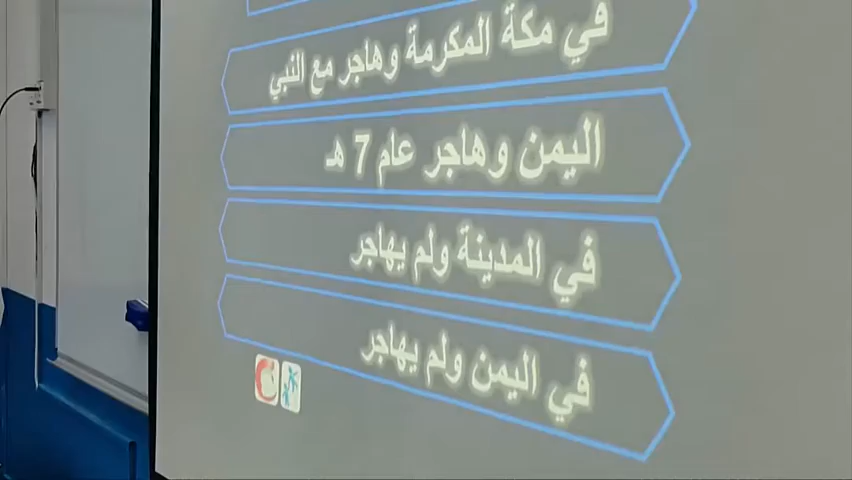 في مكة المكرمة وهاجر مع النبي
اليمن وهاجر عام 7 هـ
في المدينة ولم يهاجر
في اليمن ولم يهاجر